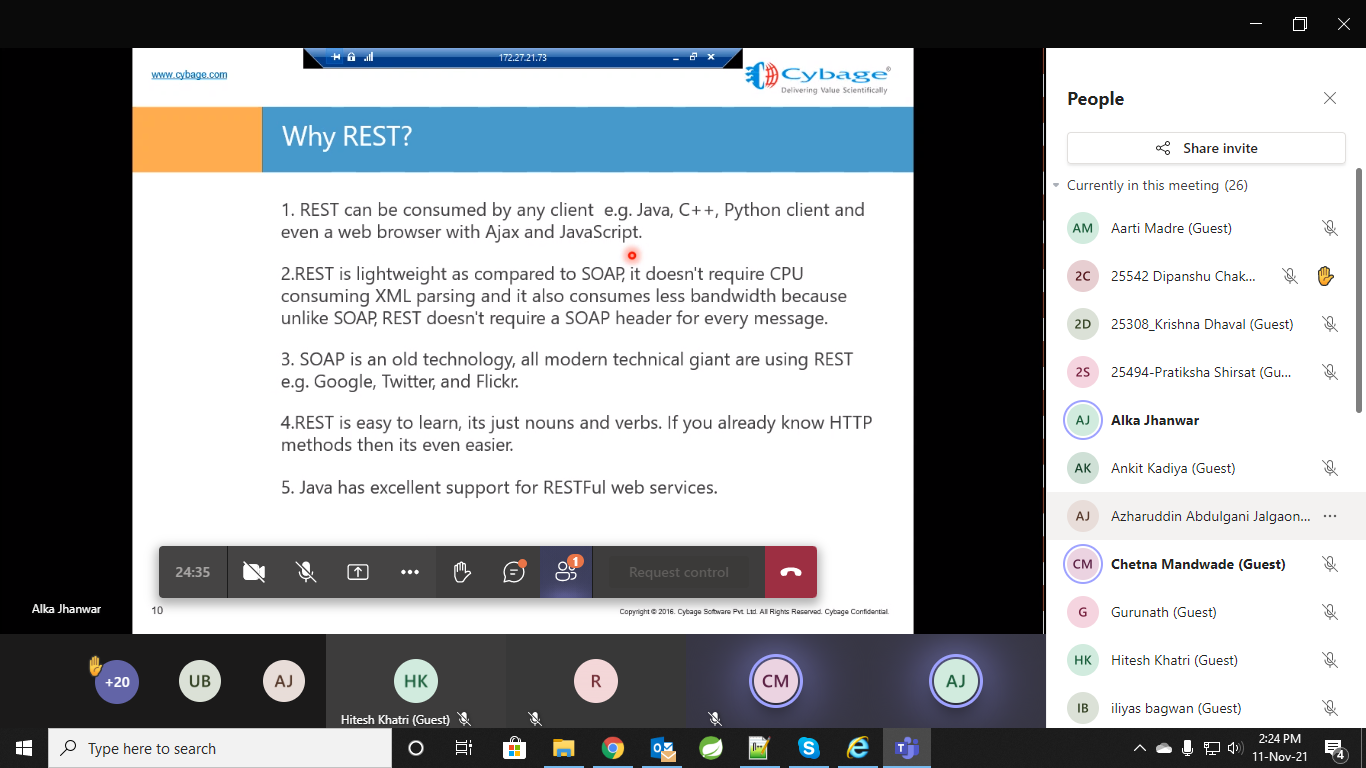 www.cybage.com
172.27.21.73
Cybage®
Delivering Value Scientifically
Why REST?
1. REST can be consumed by any client e.g. Java, C++, Python client and
even a web browser with Ajax and JavaScript.
2.REST is lightweight as compared to SOAP, it doesn't require CPU
consuming XML parsing and it also consumes less bandwidth because
unlike SOAP, REST doesn't require a SOAP header for every message.
3. SOAP is an old technology, all modern technical giant are using REST
e.g. Google, Twitter, and Flickr.
4.REST is easy to learn, its just nouns and verbs. If you already know HTTP
methods then its even easier.
5. Java has excellent support for RESTFul web services.
24:35
1
Request control
Alka Jhanwar
10
Copyright © 2016. Cybage Software Pvt. Ltd. All Rights Reserved. Cybage Confidential.
+20
UB
AJ
HK
Hitesh Khatri (Guest)
R
CM
AJ
People
Share invite
Currently in this meeting (26)
AM Aarti Madre (Guest)
2C 25542 Dipanshu Chak...
2D 25308_Krishna Dhaval (Guest)
2S 25494-Pratiksha Shirsat (Gu...
AJ Alka Jhanwar
AK Ankit Kadiya (Guest)
AJ Azharuddin Abdulgani Jalgaon...
CM Chetna Mandwade (Guest)
G Gurunath (Guest)
HK Hitesh Khatri (Guest)
IB iliyas bagwan (Guest)
Type here to search
2:24 PM
11-Nov-21
4